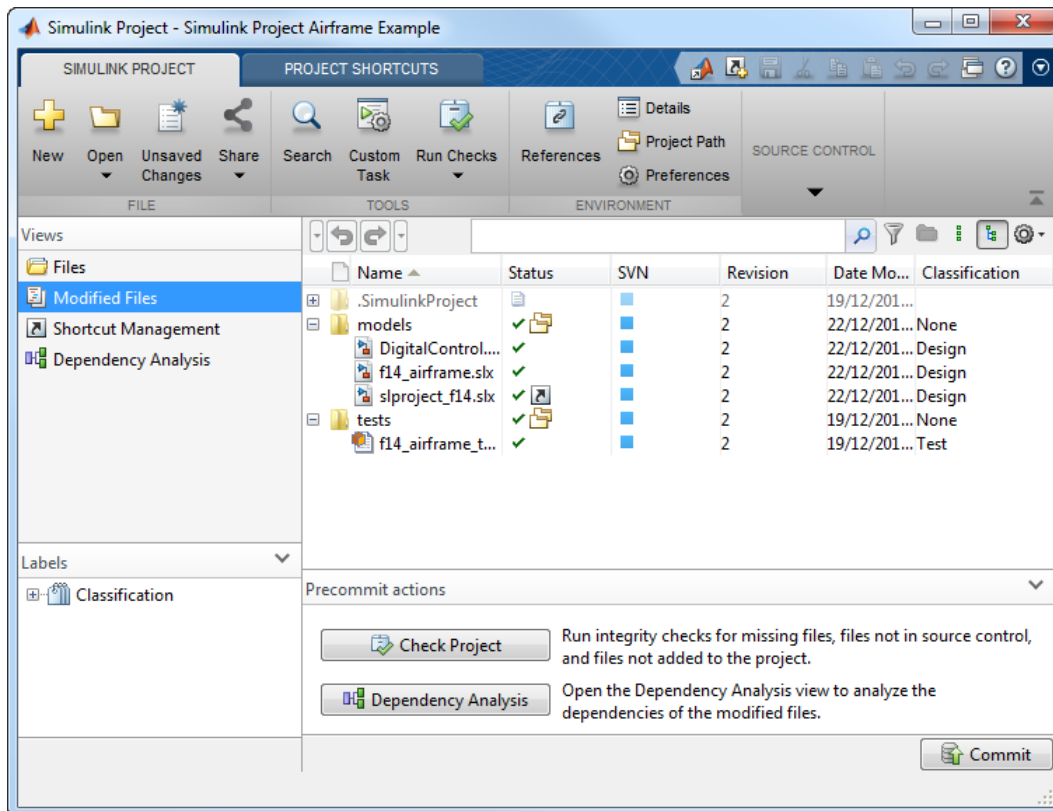 Simulink Project - Simulink Project Airframe Example
SIMULINK PROJECT PROJECT SHORTCUTS
New Open Unsaved Changes Share Search Custom Task Run Checks References Details
Project Path
Preferences
SOURCE CONTROL
FILE TOOLS ENVIRONMENT
Views
Files
Modified Files
Shortcut Management
Dependency Analysis
Name Status SVN Revision Date Mo... Classification
.SimulinkProject 2 19/12/201...
models 2 22/12/201... None
DigitalControl.... 2 22/12/201... Design
f14_airframe.slx 2 22/12/201... Design
slproject_f14.slx 2 22/12/201... Design
tests 2 19/12/201... None
f14_airframe_t... 2 19/12/201... Test
Labels
Classification
Precommit actions
Check Project
Run integrity checks for missing files, files not in source control,
and files not added to the project.
Dependency Analysis
Open the Dependency Analysis view to analyze the
dependencies of the modified files.
Commit